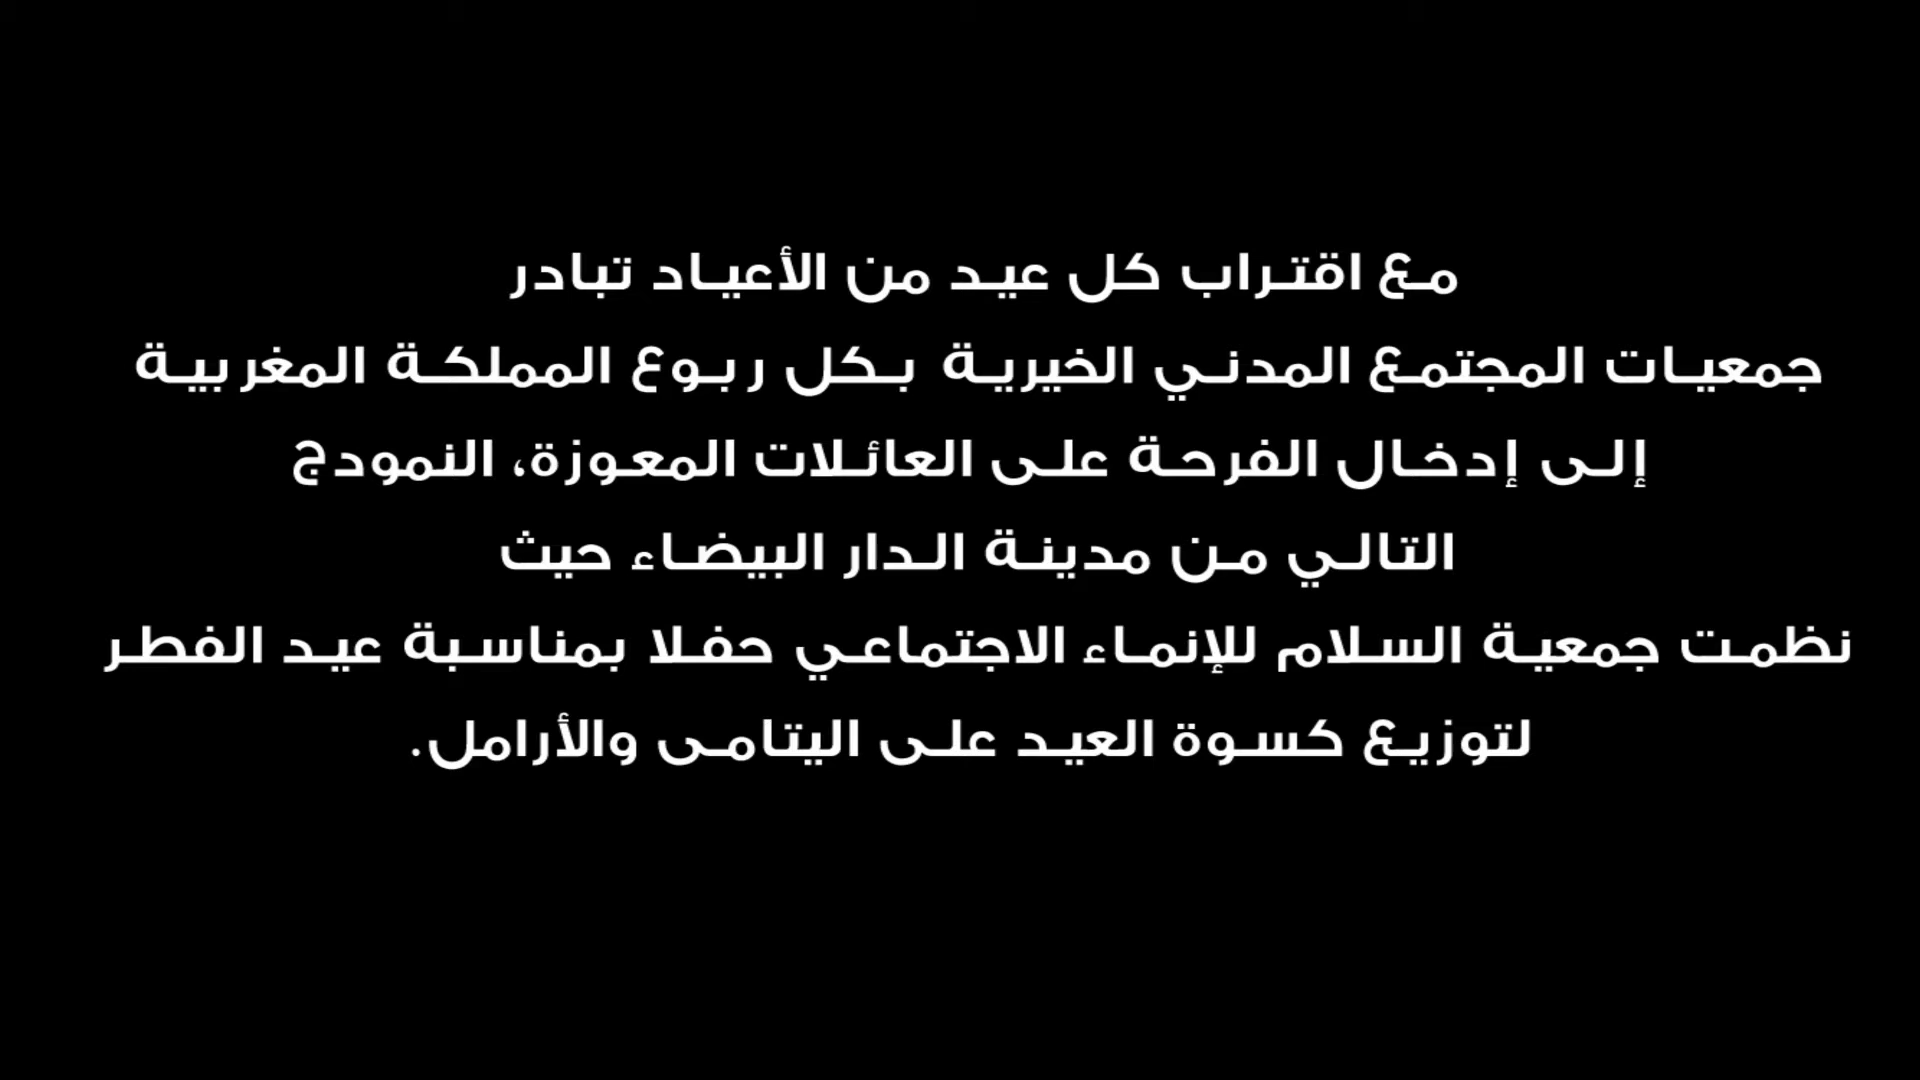 مع اقتراب كل عيد من الأعياد تبادر
جمعيات المجتمع المدني الخيرية بكل ربوع المملكة المغربية
إلى إدخال الفرحة على العائلات المعوزة، النمودج
التالي من مدينة الدار البيضاء حيث
نظمت جمعية السلام للإنماء الاجتماعي حفلا بمناسبة عيد الفطر
لتوزيع كسوة العيد على اليتامى والأرامل.